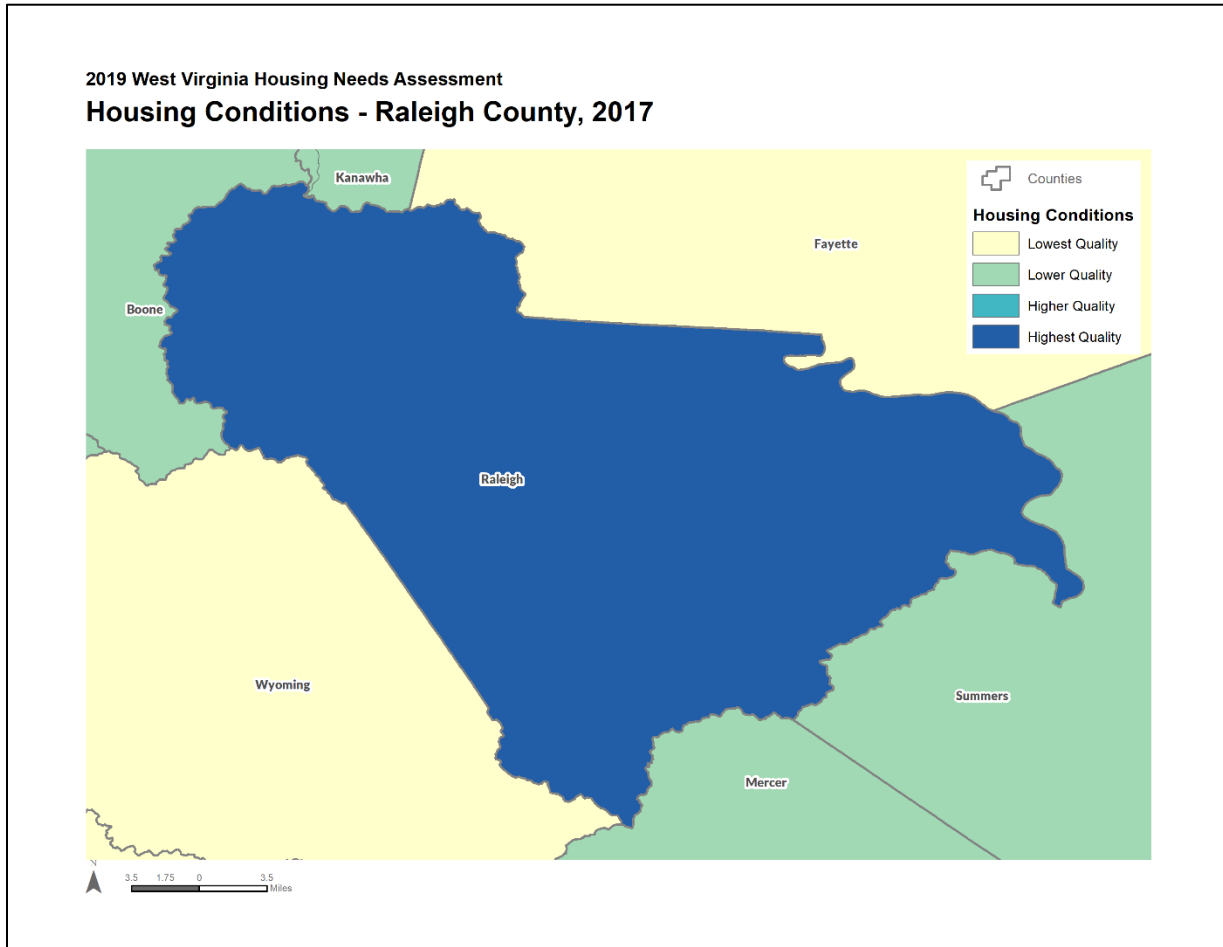 2019 West Virginia Housing Needs Assessment
Housing Conditions - Raleigh County, 2017
Kanawha
Counties
Housing Conditions
Lowest Quality
Lower Quality
Higher Quality
Highest Quality
Fayette
Boone
Raleigh
Wyoming
Summers
Mercer
N
3.5 1.75 0 3.5
Miles